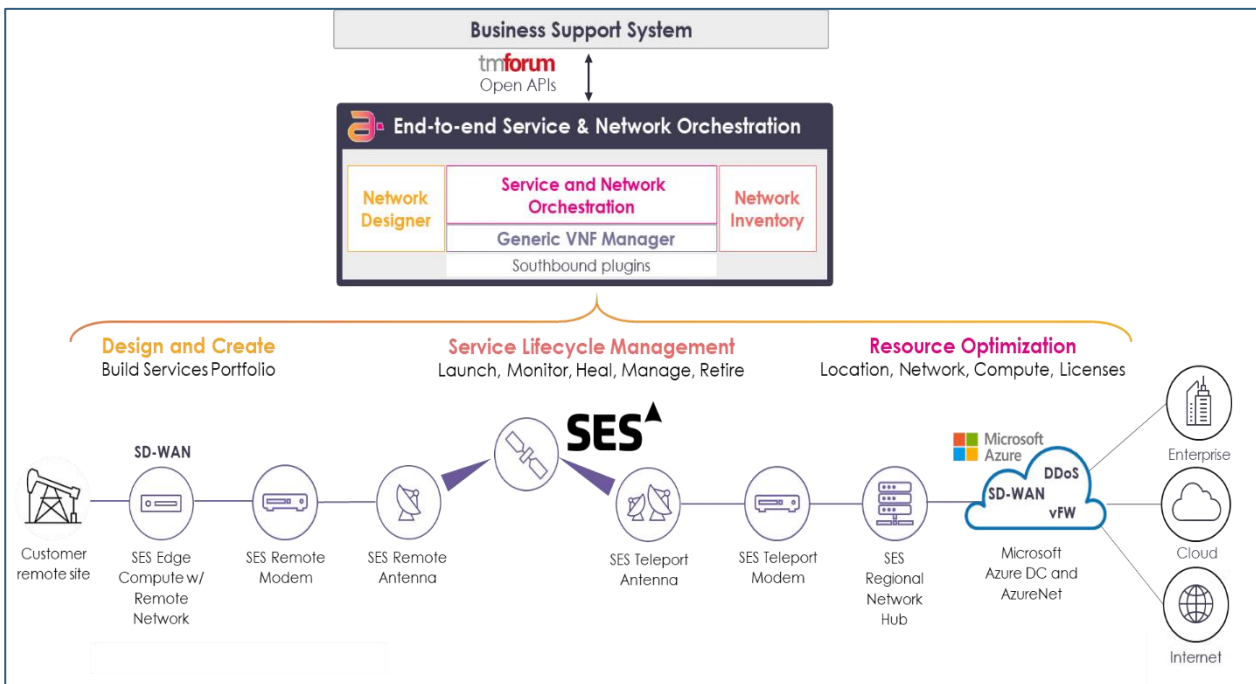 Business Support System
tmforum
Open APIs
End-to-end Service & Network Orchestration
Network
Designer
Service and Network
Orchestration
Generic VNF Manager
Southbound plugins
Network
Inventory
Design and Create
Build Services Portfolio
Service Lifecycle Management
Launch, Monitor, Heal, Manage, Retire
Resource Optimization
Location, Network, Compute, Licenses
SES
SD-WAN
Microsoft
Azure
DDoS
SD-WAN
vFW
Customer
remote site
SES Edge
Compute w/
Remote
Network
SES Remote
Modem
SES Remote
Antenna
SES Teleport
Antenna
SES Teleport
Modem
SES
Regional
Network
Hub
Microsoft
Azure DC and
AzureNet
Enterprise
Cloud
Internet